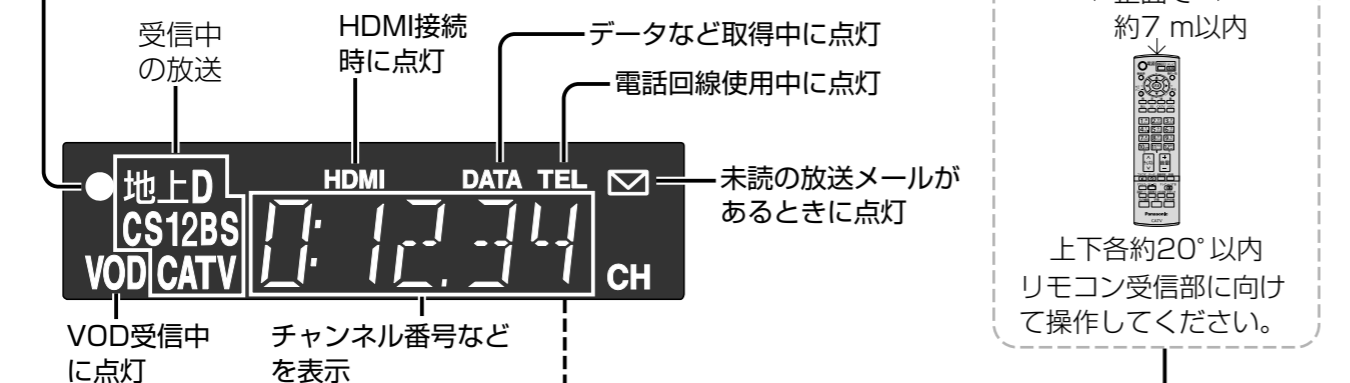 受信中
の放送
HDMI接続
時に点灯
データなど取得中に点灯
電話回線使用中に点灯
地上D
CS12BS
VOD CATV
HDMI
DATA TEL
0:12.34
CH
未読の放送メールが
あるときに点灯
VOD受信中
に点灯
チャンネル番号など
を表示
約7 m以内
Panasonic
CATV
上下各約20°以内
リモコン受信部に向け
て操作してください。